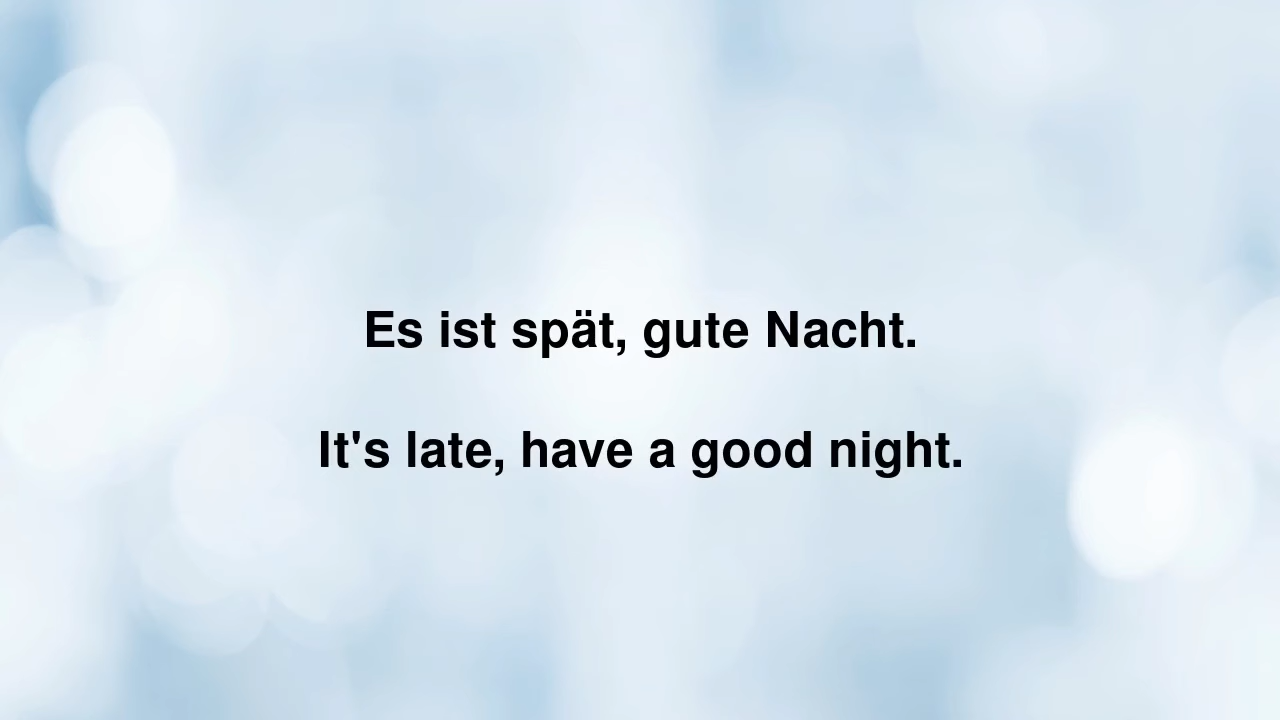 Es ist spät, gute Nacht.
It's late, have a good night.